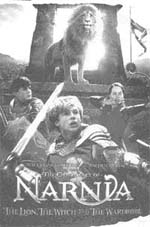 THE CHRONICLES OF
NARNIA
THE LION, THE WITCH AND THE WARDROBE